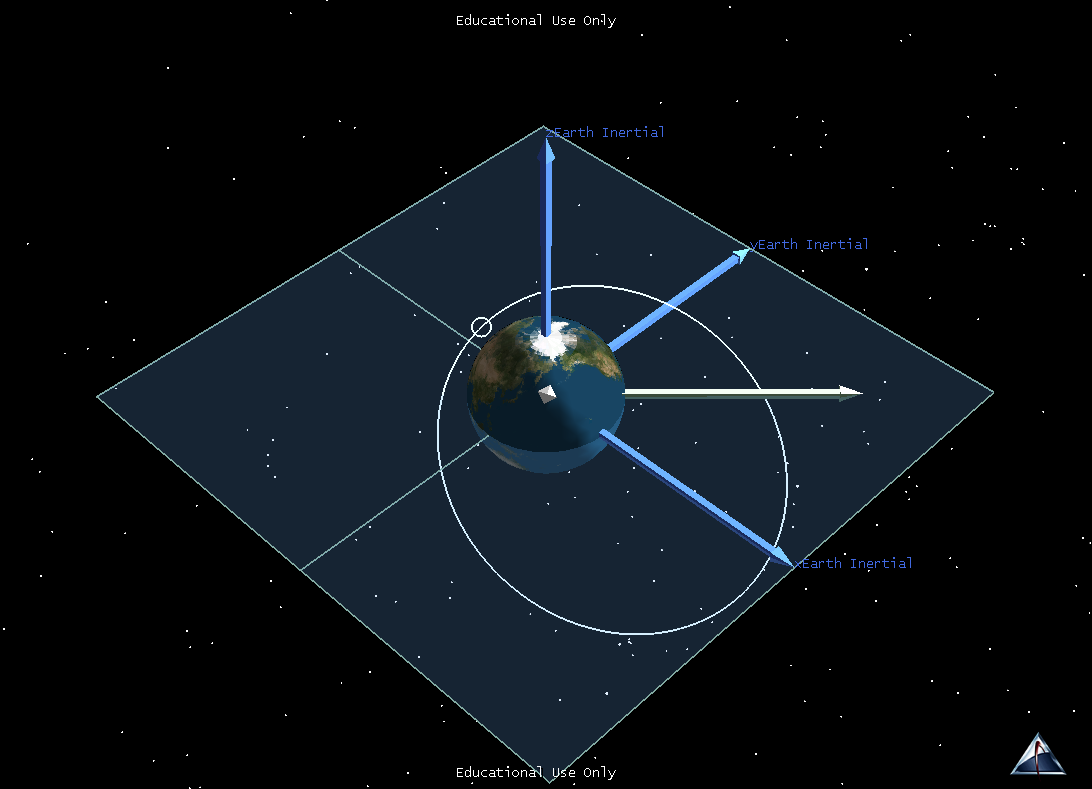 Educational Use Only
zEarth Inertial
yEarth Inertial
xEarth Inertial
Educational Use Only